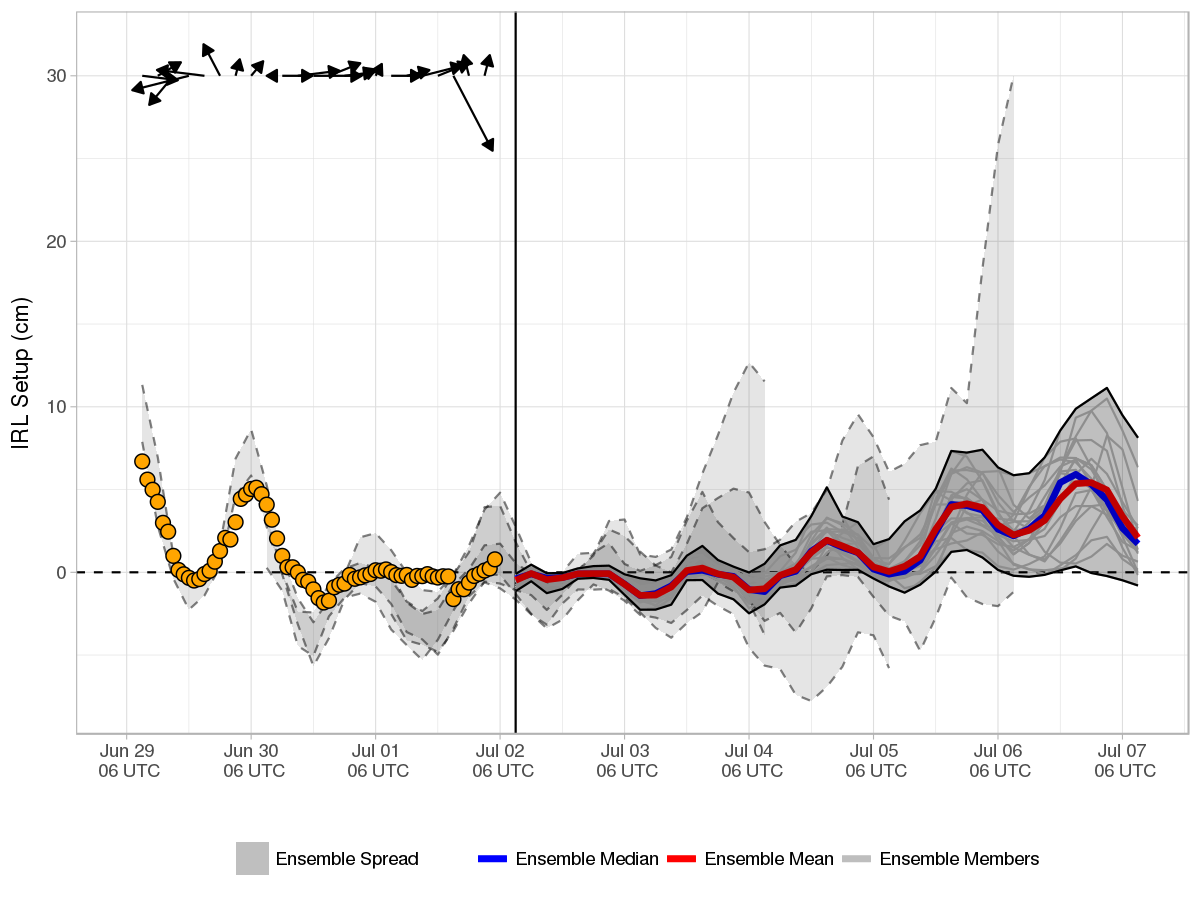 30
20
10
0
IRL Setup (cm)
Jun 29 Jun 30 Jul 01 Jul 02 Jul 03 Jul 04 Jul 05 Jul 06 Jul 07
06 UTC 06 UTC 06 UTC 06 UTC 06 UTC 06 UTC 06 UTC 06 UTC 06 UTC
Ensemble Spread Ensemble Median Ensemble Mean Ensemble Members